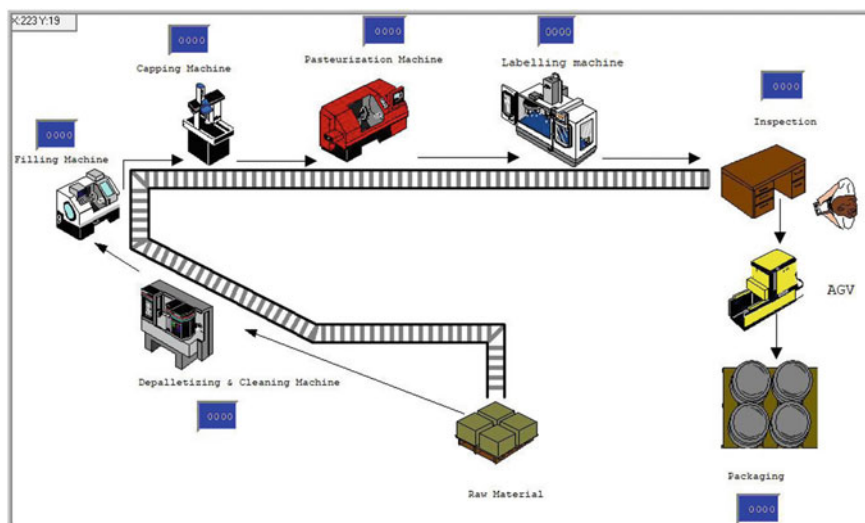 X:223 Y:19
0000
0000
0000
Capping Machine
Pasteurization Machine
Labelling machine
0000
Inspection
0000
Filling Machine
AGV
Depalletizing & Cleaning Machine
0000
Raw Material
Packaging
0000